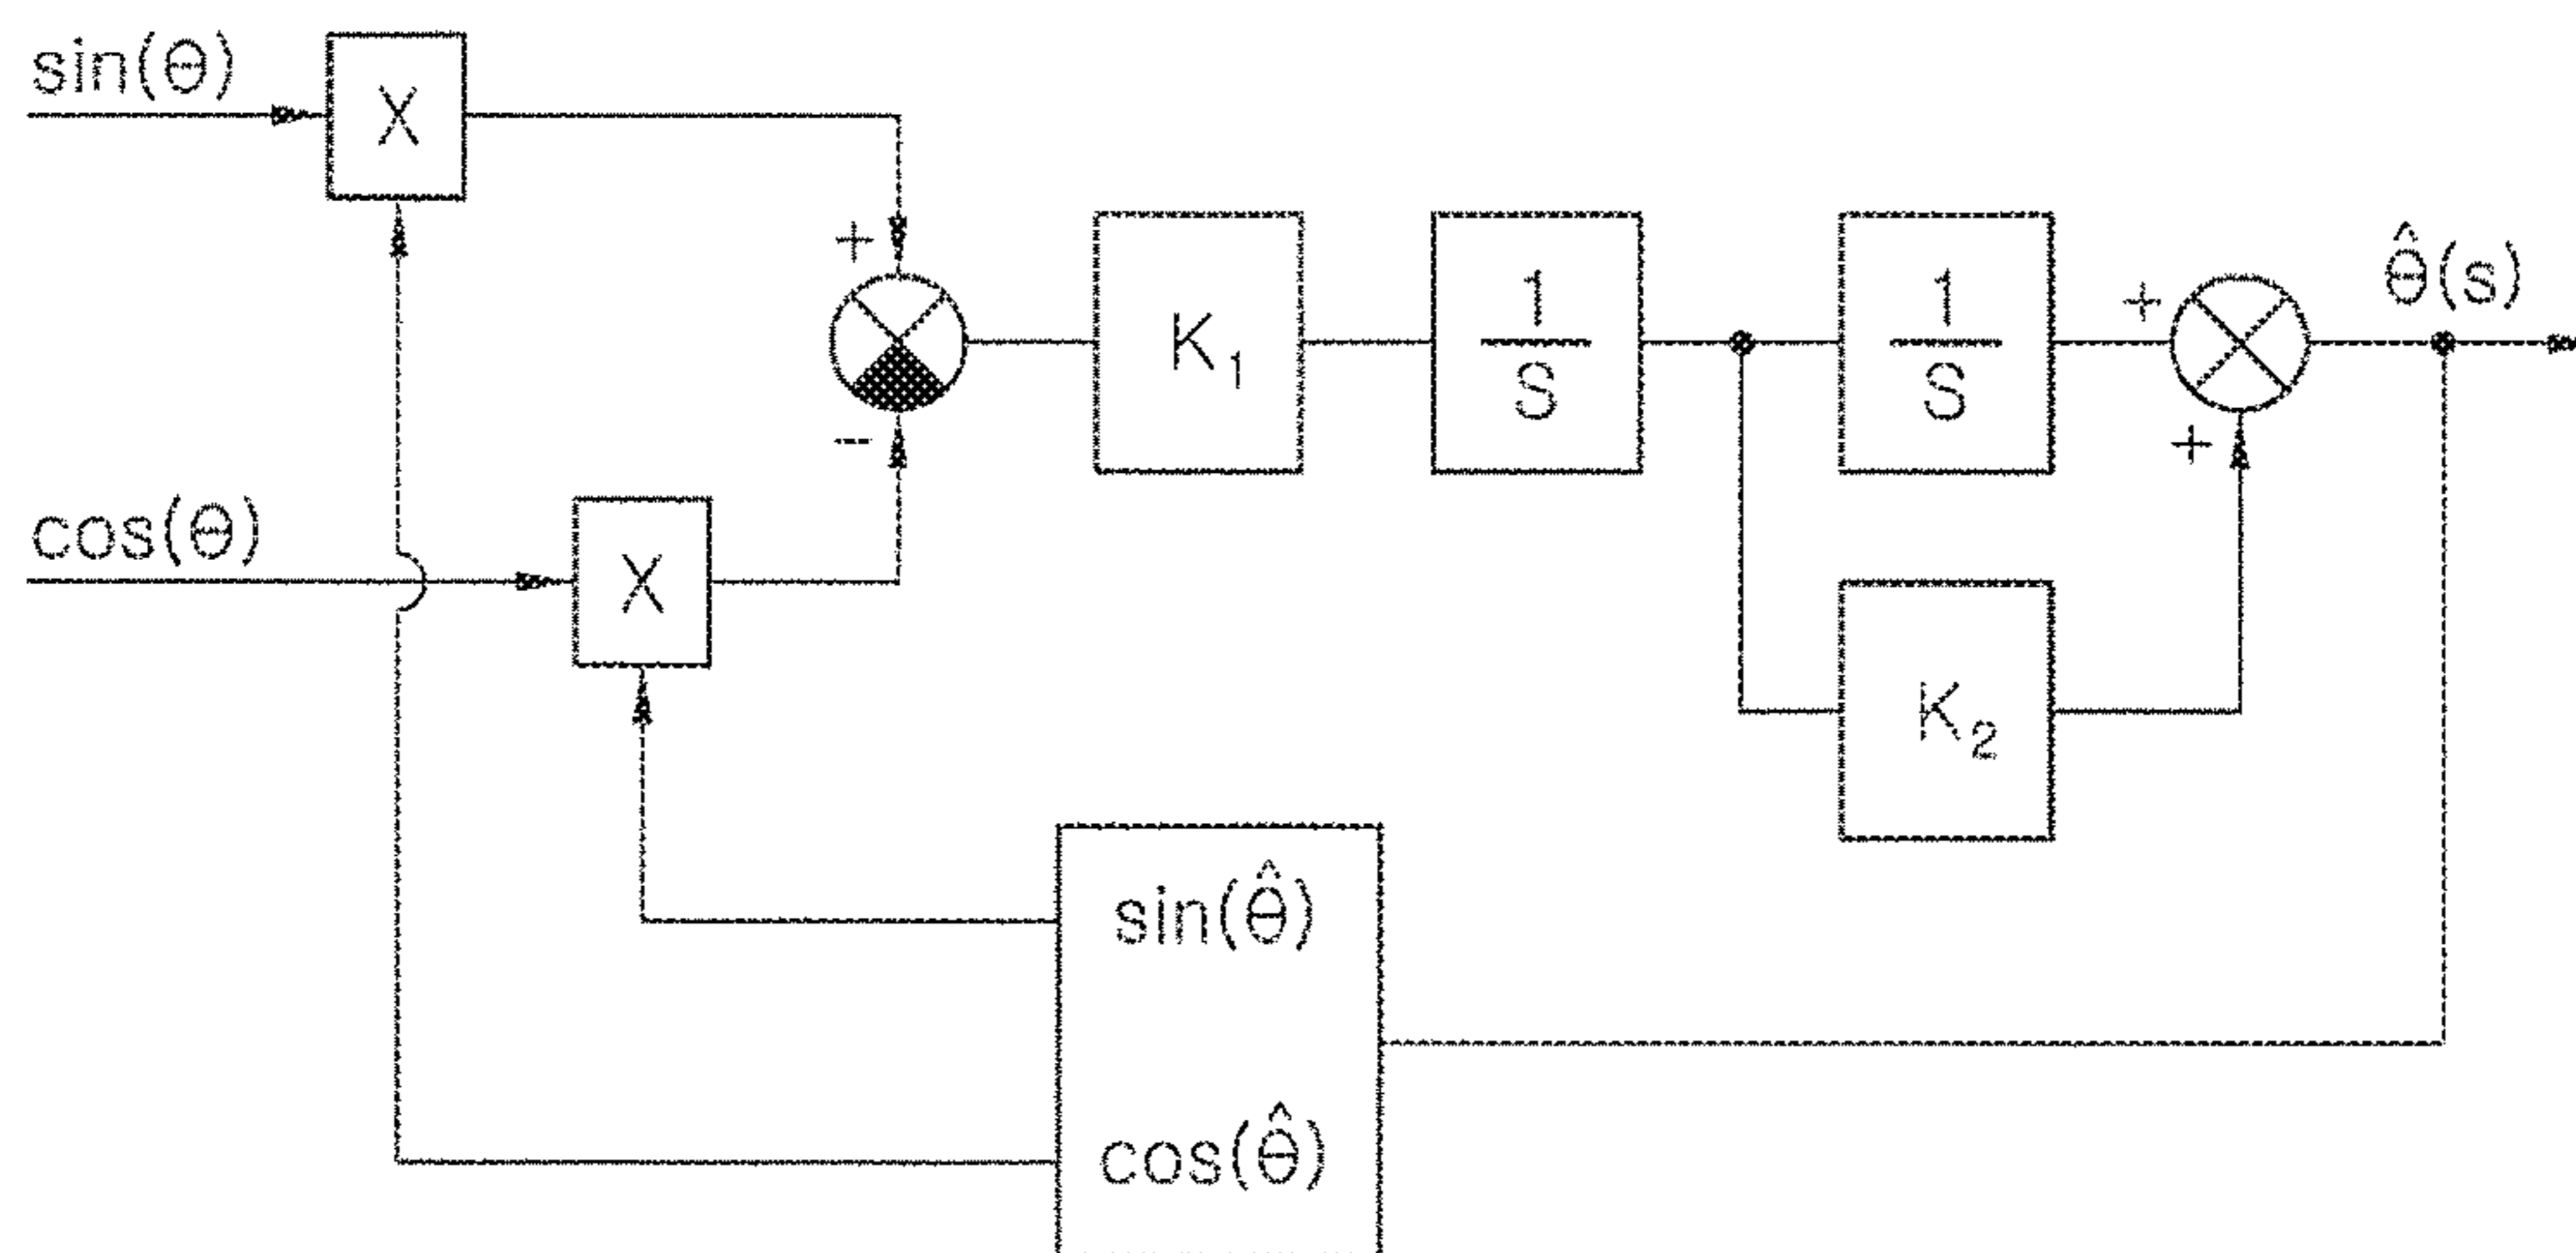 sin(θ)
X
+
K₁
1
S
1
S
+
θ̂(s)
-
+
cos(θ)
X
K₂
sin(θ̂)
cos(θ̂)